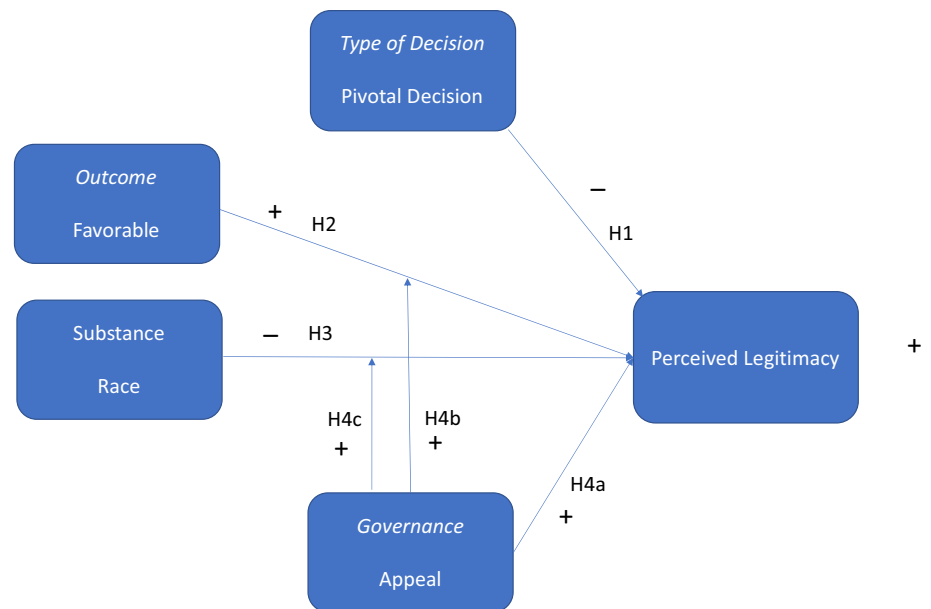 Type of Decision
Pivotal Decision
Outcome
Favorable
–
+
H2
H1
Substance
Race
–
H3
Perceived Legitimacy
+
H4c
+
H4b
+
H4a
+
Governance
Appeal